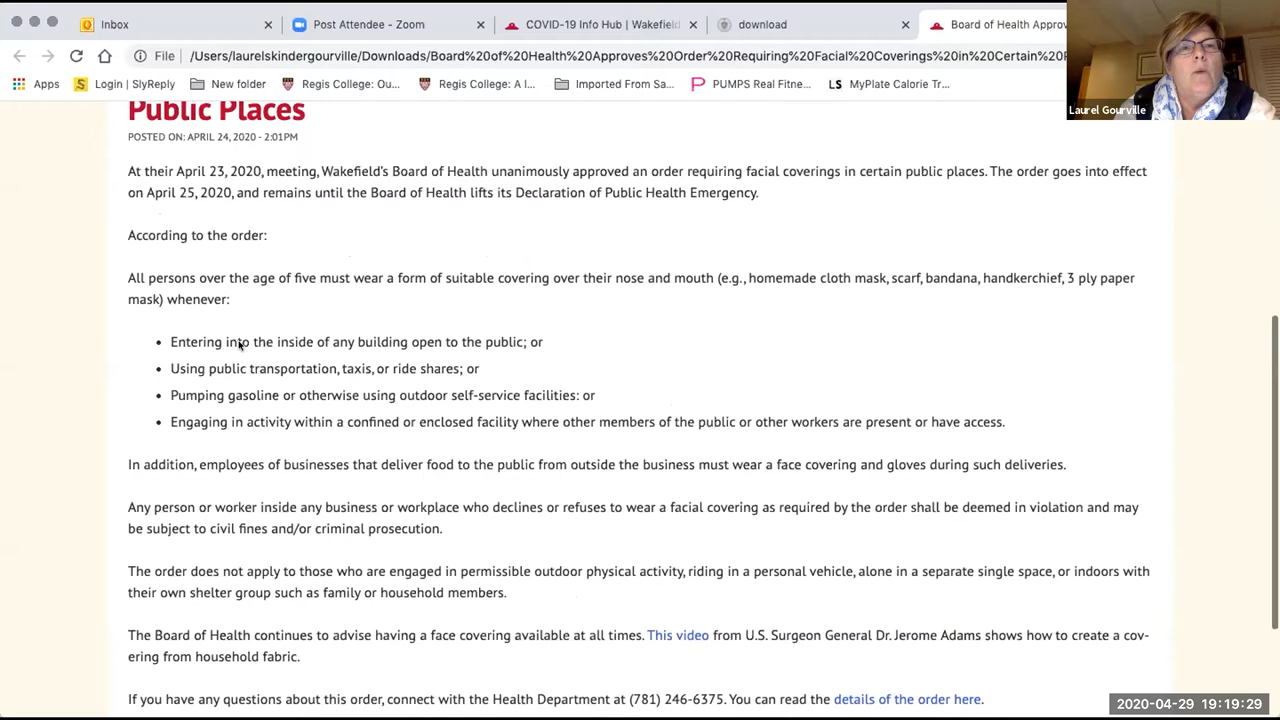 Inbox
Post Attendee - Zoom
COVID-19 Info Hub | Wakefield
download
Board of Health Approv
File
/Users/laurelskindergourville/Downloads/Board%20of%20Health%20Approves%20Order%20Requiring%20Facial%20Coverings%20in%20Certain%20P
Apps
Login | SlyReply
New folder
Regis College: Ou...
Regis College: A I...
Imported From Sa...
PUMPS Real Fitne...
LS MyPlate Calorie Tr...
Laurel Gourville
Public Places
POSTED ON: APRIL 24, 2020 - 2:01PM
At their April 23, 2020, meeting, Wakefield's Board of Health unanimously approved an order requiring facial coverings in certain public places. The order goes into effect
on April 25, 2020, and remains until the Board of Health lifts its Declaration of Public Health Emergency.
According to the order:
All persons over the age of five must wear a form of suitable covering over their nose and mouth (e.g., homemade cloth mask, scarf, bandana, handkerchief, 3 ply paper
mask) whenever:
• Entering into the inside of any building open to the public; or
• Using public transportation, taxis, or ride shares; or
• Pumping gasoline or otherwise using outdoor self-service facilities: or
• Engaging in activity within a confined or enclosed facility where other members of the public or other workers are present or have access.
In addition, employees of businesses that deliver food to the public from outside the business must wear a face covering and gloves during such deliveries.
Any person or worker inside any business or workplace who declines or refuses to wear a facial covering as required by the order shall be deemed in violation and may
be subject to civil fines and/or criminal prosecution.
The order does not apply to those who are engaged in permissible outdoor physical activity, riding in a personal vehicle, alone in a separate single space, or indoors with
their own shelter group such as family or household members.
The Board of Health continues to advise having a face covering available at all times. This video from U.S. Surgeon General Dr. Jerome Adams shows how to create a cov-
ering from household fabric.
If you have any questions about this order, connect with the Health Department at (781) 246-6375. You can read the details of the order here.
2020-04-29 19:19:29